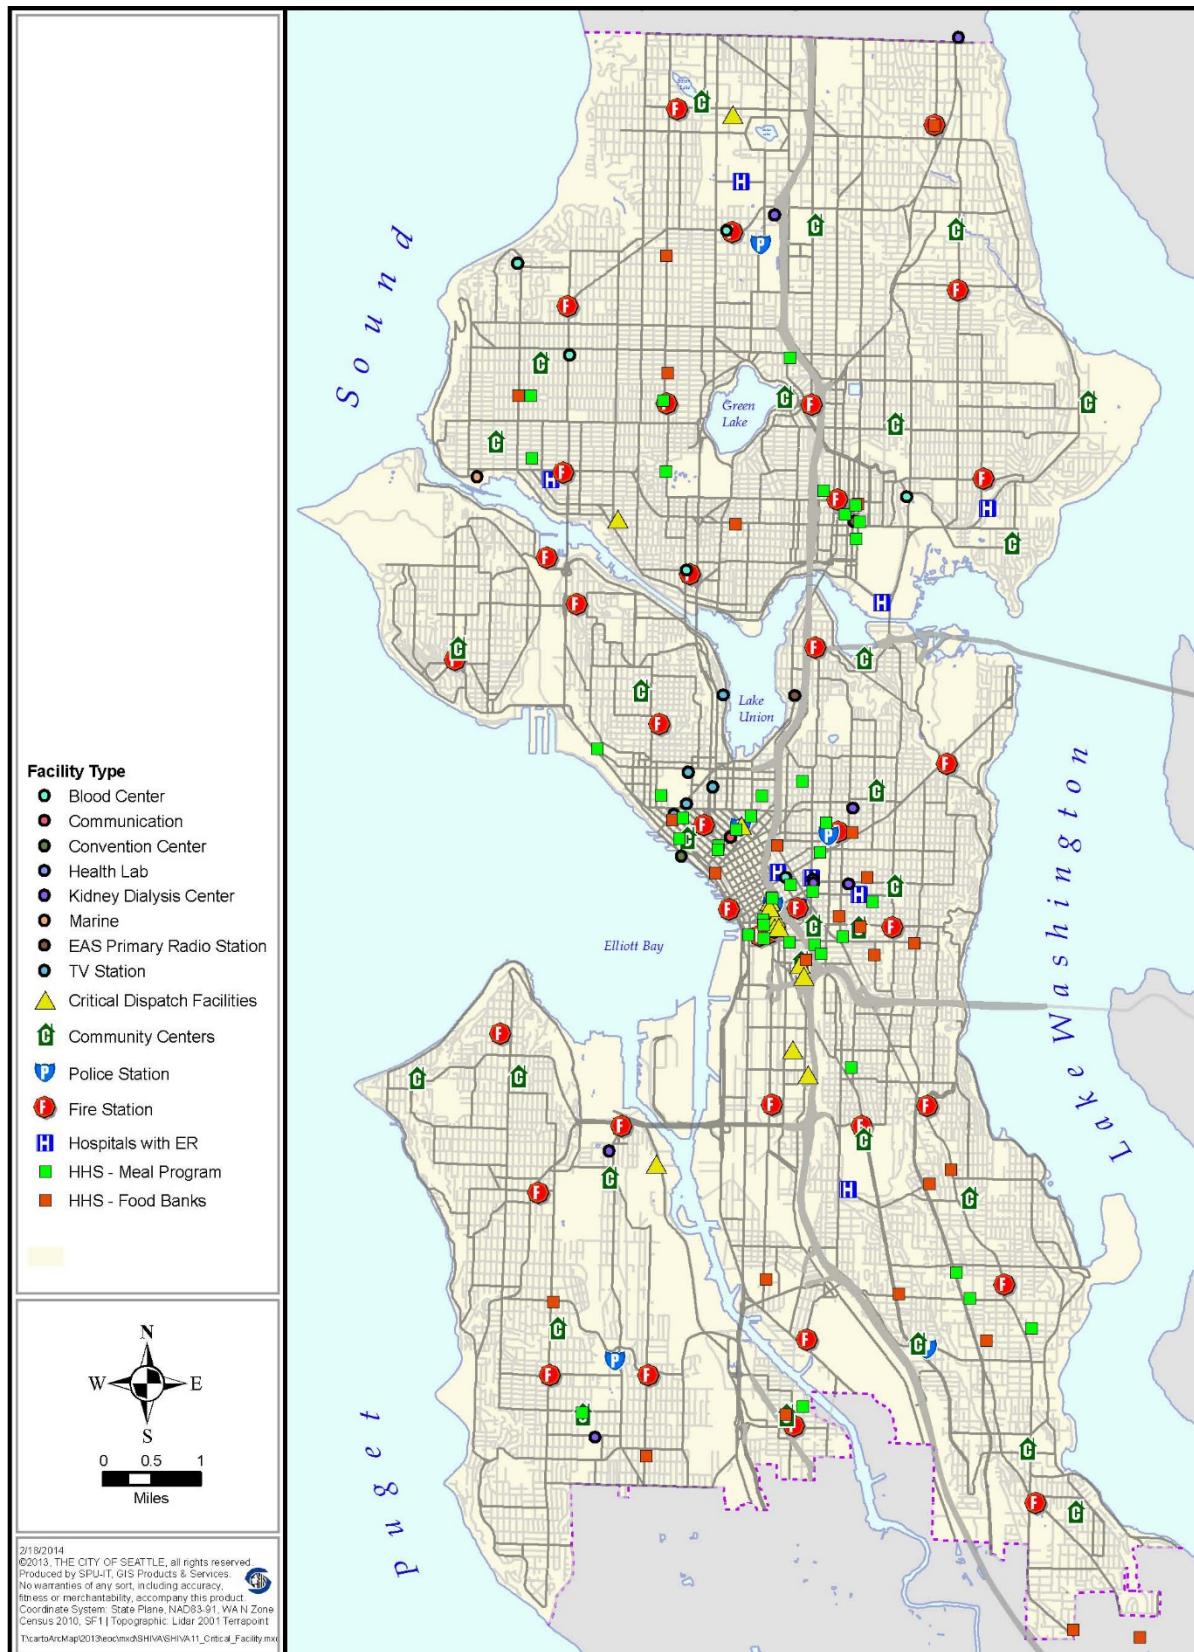 Facility Type
Blood Center
Communication
Convention Center
Health Lab
Kidney Dialysis Center
Marine
EAS Primary Radio Station
TV Station
Critical Dispatch Facilities
Community Centers
Police Station
Fire Station
Hospitals with ER
HHS - Meal Program
HHS - Food Banks
N
W E
S
0 0.5 1
Miles
2/18/2014
©2013, THE CITY OF SEATTLE, all rights reserved.
Produced by SPU-IT, GIS Products & Services.
No warranties of any sort, including accuracy,
fitness or merchantability, accompany this product.
Coordinate System: State Plane, NAD83-91, WA N Zone
Census 2010, SF1 | Topographic: Lidar 2001 Terrapoint
Puget Sound
Green
Lake
Lake
Union
Elliott Bay
Lake Washington